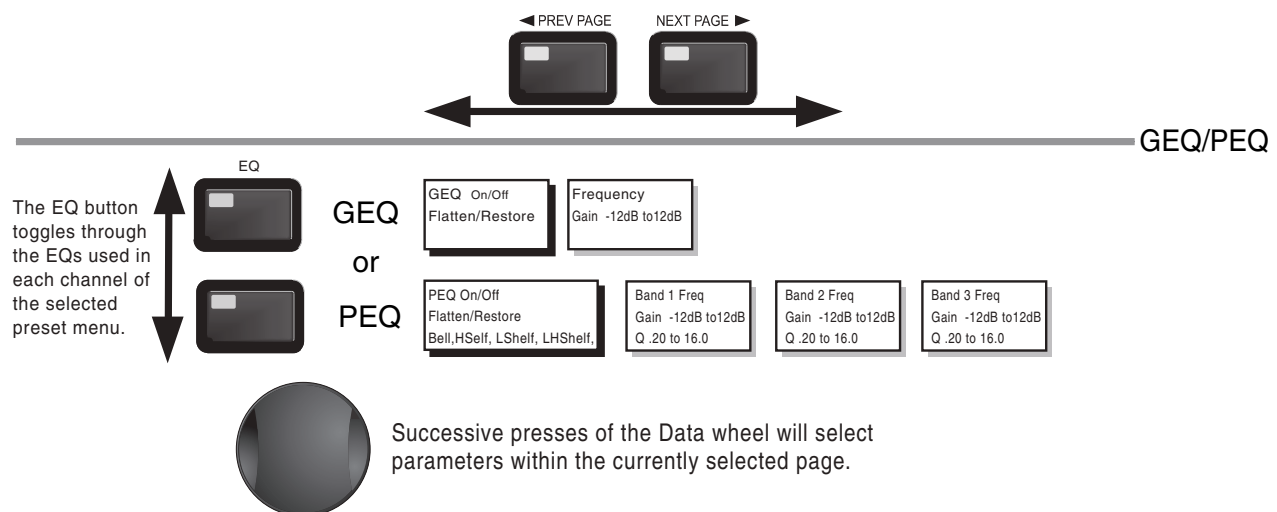 ◄ PREV PAGE NEXT PAGE ►
GEQ/PEQ
EQ
The EQ button
toggles through
the EQs used in
each channel of
the selected
preset menu.
GEQ
or
PEQ
GEQ On/Off
Flatten/Restore
Frequency
Gain -12dB to12dB
PEQ On/Off
Flatten/Restore
Bell,HSelf, LShelf, LHShelf,
Band 1 Freq
Gain -12dB to12dB
Q .20 to 16.0
Band 2 Freq
Gain -12dB to12dB
Q .20 to 16.0
Band 3 Freq
Gain -12dB to12dB
Q .20 to 16.0
Successive presses of the Data wheel will select
parameters within the currently selected page.